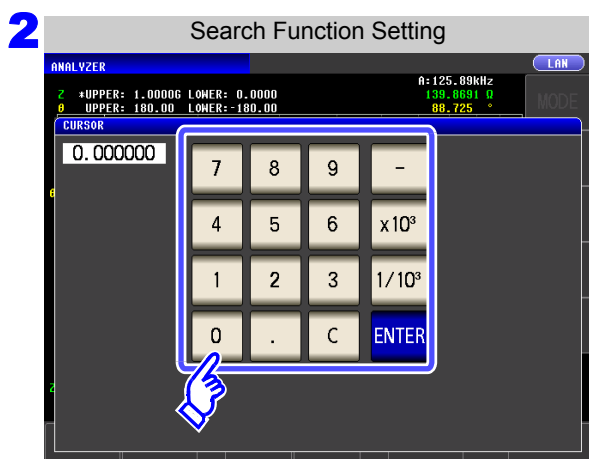 2 Search Function Setting
ANALYZER LAN
A:125.89kHz
Z *UPPER: 1.0000G LOWER: 0.0000 139.8691 Ω
θ UPPER: 180.00 LOWER:-180.00 88.725 °
MODE
CURSOR
0.000000
7 8 9 −
4 5 6 x10³
1 2 3 1/10³
0 . C ENTER
θ
Z